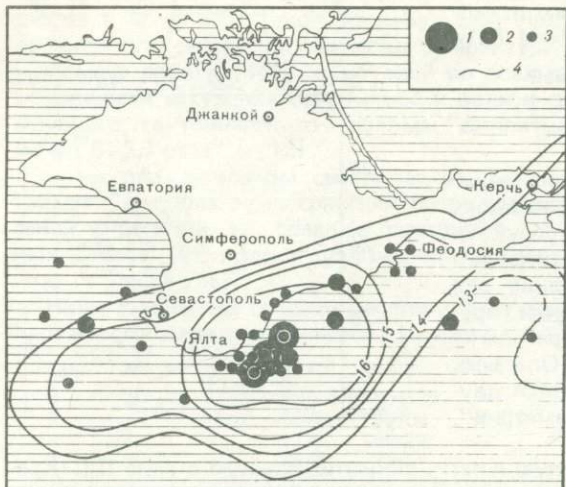 1 2 3
4
Джанкой
Евпатория
Керчь
Симферополь
Феодосия
Севастополь
Ялта
13
14
15
16